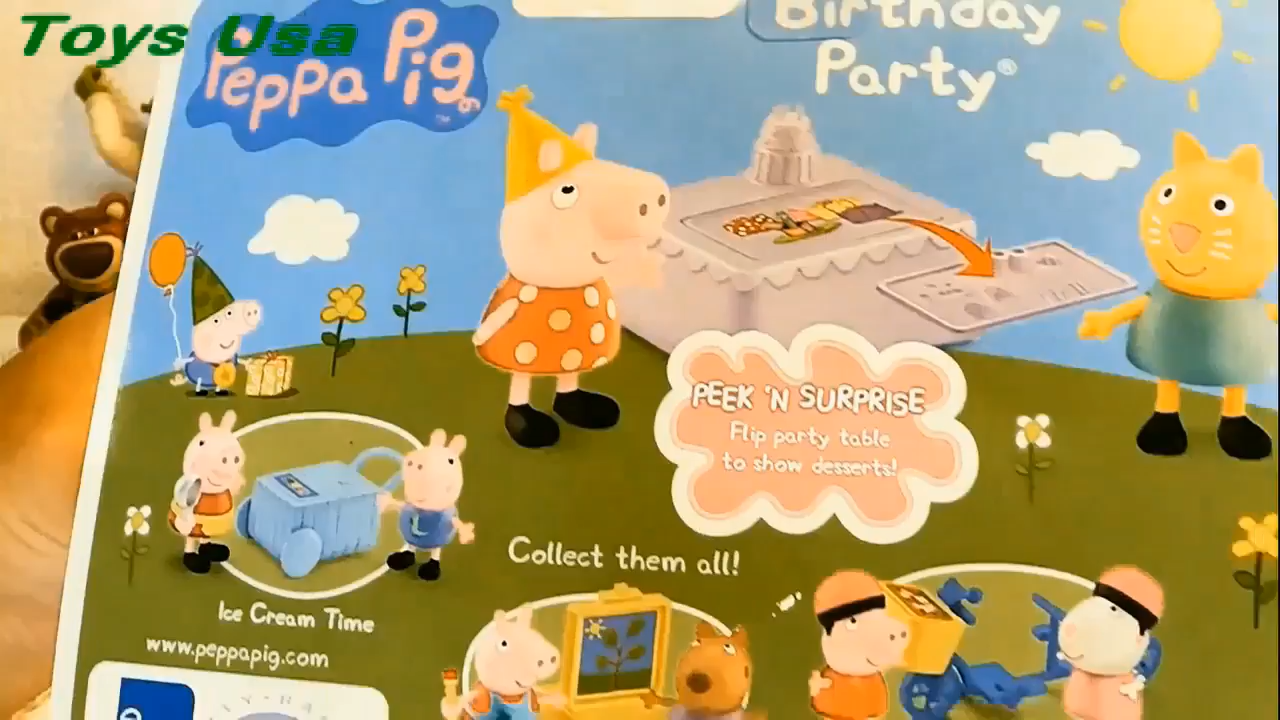 Toys Usa
Peppa Pig
TM
Birthday
Party®
PEEK 'N SURPRISE
Flip party table
to show desserts!
Collect them all!
Ice Cream Time
www.peppapig.com